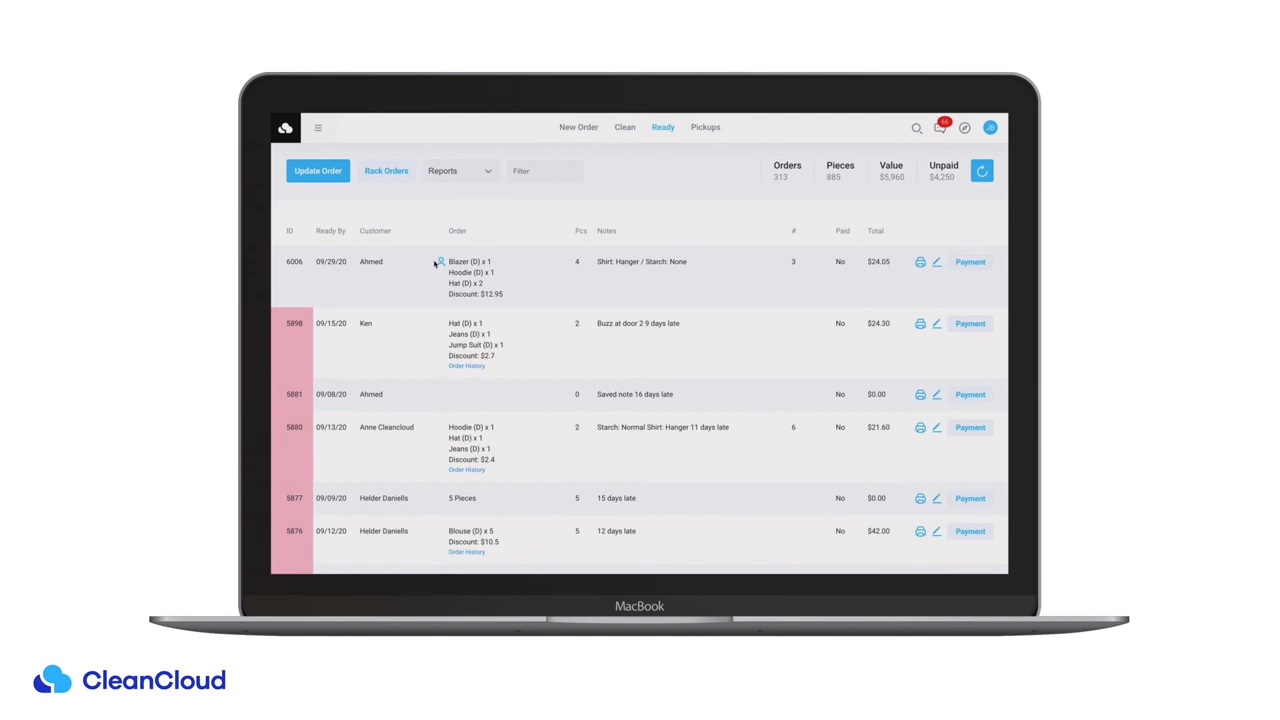 New Order Clean Ready Pickups 66 JB
Update Order Rack Orders Reports Filter Orders 313 Pieces 885 Value $5,960 Unpaid $4,250
ID Ready By Customer Order Pcs Notes # Paid Total
6006 09/29/20 Ahmed Blazer (D) x 1 4 Shirt: Hanger / Starch: None 3 No $24.05 Payment
Hoodie (D) x 1
Hat (D) x 2
Discount: $12.95
5898 09/15/20 Ken Hat (D) x 1 2 Buzz at door 2 9 days late No $24.30 Payment
Jeans (D) x 1
Jump Suit (D) x 1
Discount: $2.7
Order History
5881 09/08/20 Ahmed 0 Saved note 16 days late No $0.00 Payment
5880 09/13/20 Anne Cleancloud Hoodie (D) x 1 2 Starch: Normal Shirt: Hanger 11 days late 6 No $21.60 Payment
Hat (D) x 1
Jeans (D) x 1
Discount: $2.4
Order History
5877 09/09/20 Helder Daniells 5 Pieces 5 15 days late No $0.00 Payment
5876 09/12/20 Helder Daniells Blouse (D) x 5 5 12 days late No $42.00 Payment
Discount: $10.5
Order History
MacBook
CleanCloud